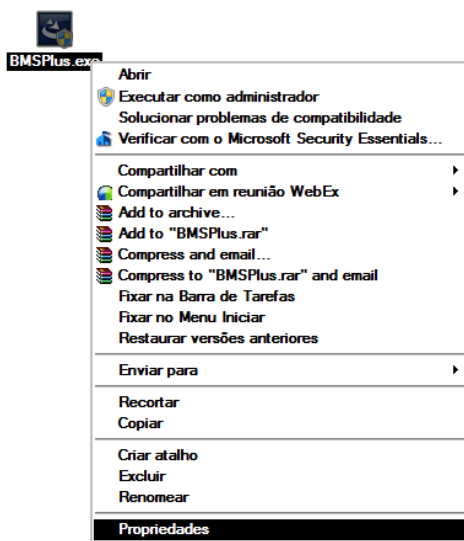 BMSPlus.exe
Abrir
Executar como administrador
Solucionar problemas de compatibilidade
Verificar com o Microsoft Security Essentials...
Compartilhar com
Compartilhar em reunião WebEx
Add to archive...
Add to "BMSPlus.rar"
Compress and email...
Compress to "BMSPlus.rar" and email
Fixar na Barra de Tarefas
Fixar no Menu Iniciar
Restaurar versões anteriores
Enviar para
Recortar
Copiar
Criar atalho
Excluir
Renomear
Propriedades